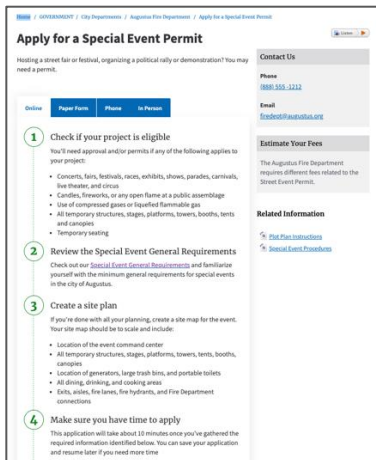 Home / GOVERNMENT / City Departments / Augustus Fire Department / Apply for a Special Event Permit
Apply for a Special Event Permit
Listen
Hosting a street fair or festival, organizing a political rally or demonstration? You may
need a permit.
Online
Paper Form
Phone
In Person
1
Check if your project is eligible
You'll need approval and/or permits if any of the following applies to
your project:
• Concerts, fairs, festivals, races, exhibits, shows, parades, carnivals,
live theater, and circus
• Candles, fireworks, or any open flame at a public assemblage
• Use of compressed gases or liquefied flammable gas
• All temporary structures, stages, platforms, towers, booths, tents
and canopies
• Temporary seating
2
Review the Special Event General Requirements
Check out our Special Event General Requirements and familiarize
yourself with the minimum general requirements for special events
in the city of Augustus.
3
Create a site plan
If you're done with all your planning, create a site map for the event.
Your site map should be to scale and include:
• Location of the event command center
• All temporary structures, stages, platforms, towers, tents, booths,
canopies
• Location of generators, large trash bins, and portable toilets
• All dining, drinking, and cooking areas
• Exits, aisles, fire lanes, fire hydrants, and Fire Department
connections
4
Make sure you have time to apply
This application will take about 10 minutes once you've gathered the
required information identified below. You can save your application
and resume later if you need more time
Contact Us
Phone
(888) 555 -1212
Email
firedept@augustus.org
Estimate Your Fees
The Augustus Fire Department
requires different fees related to the
Street Event Permit.
Related Information
Plot Plan Instructions
Special Event Procedures